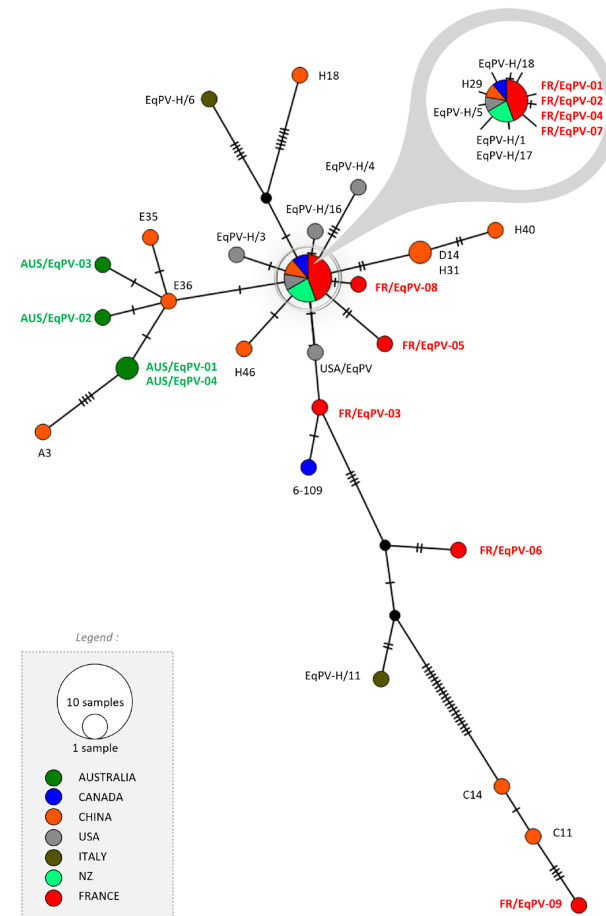 EqPV-H/18
H29
FR/EqPV-01
FR/EqPV-02
FR/EqPV-04
FR/EqPV-07
EqPV-H/5
EqPV-H/1
EqPV-H/17
H18
EqPV-H/6
EqPV-H/4
EqPV-H/16
E35
EqPV-H/3
H40
AUS/EqPV-03
D14
H31
E36
FR/EqPV-08
AUS/EqPV-02
FR/EqPV-05
H46
USA/EqPV
AUS/EqPV-01
AUS/EqPV-04
FR/EqPV-03
A3
6-109
FR/EqPV-06
Legend :
EqPV-H/11
10 samples
1 sample
AUSTRALIA
CANADA
CHINA
USA
ITALY
NZ
FRANCE
C14
C11
FR/EqPV-09